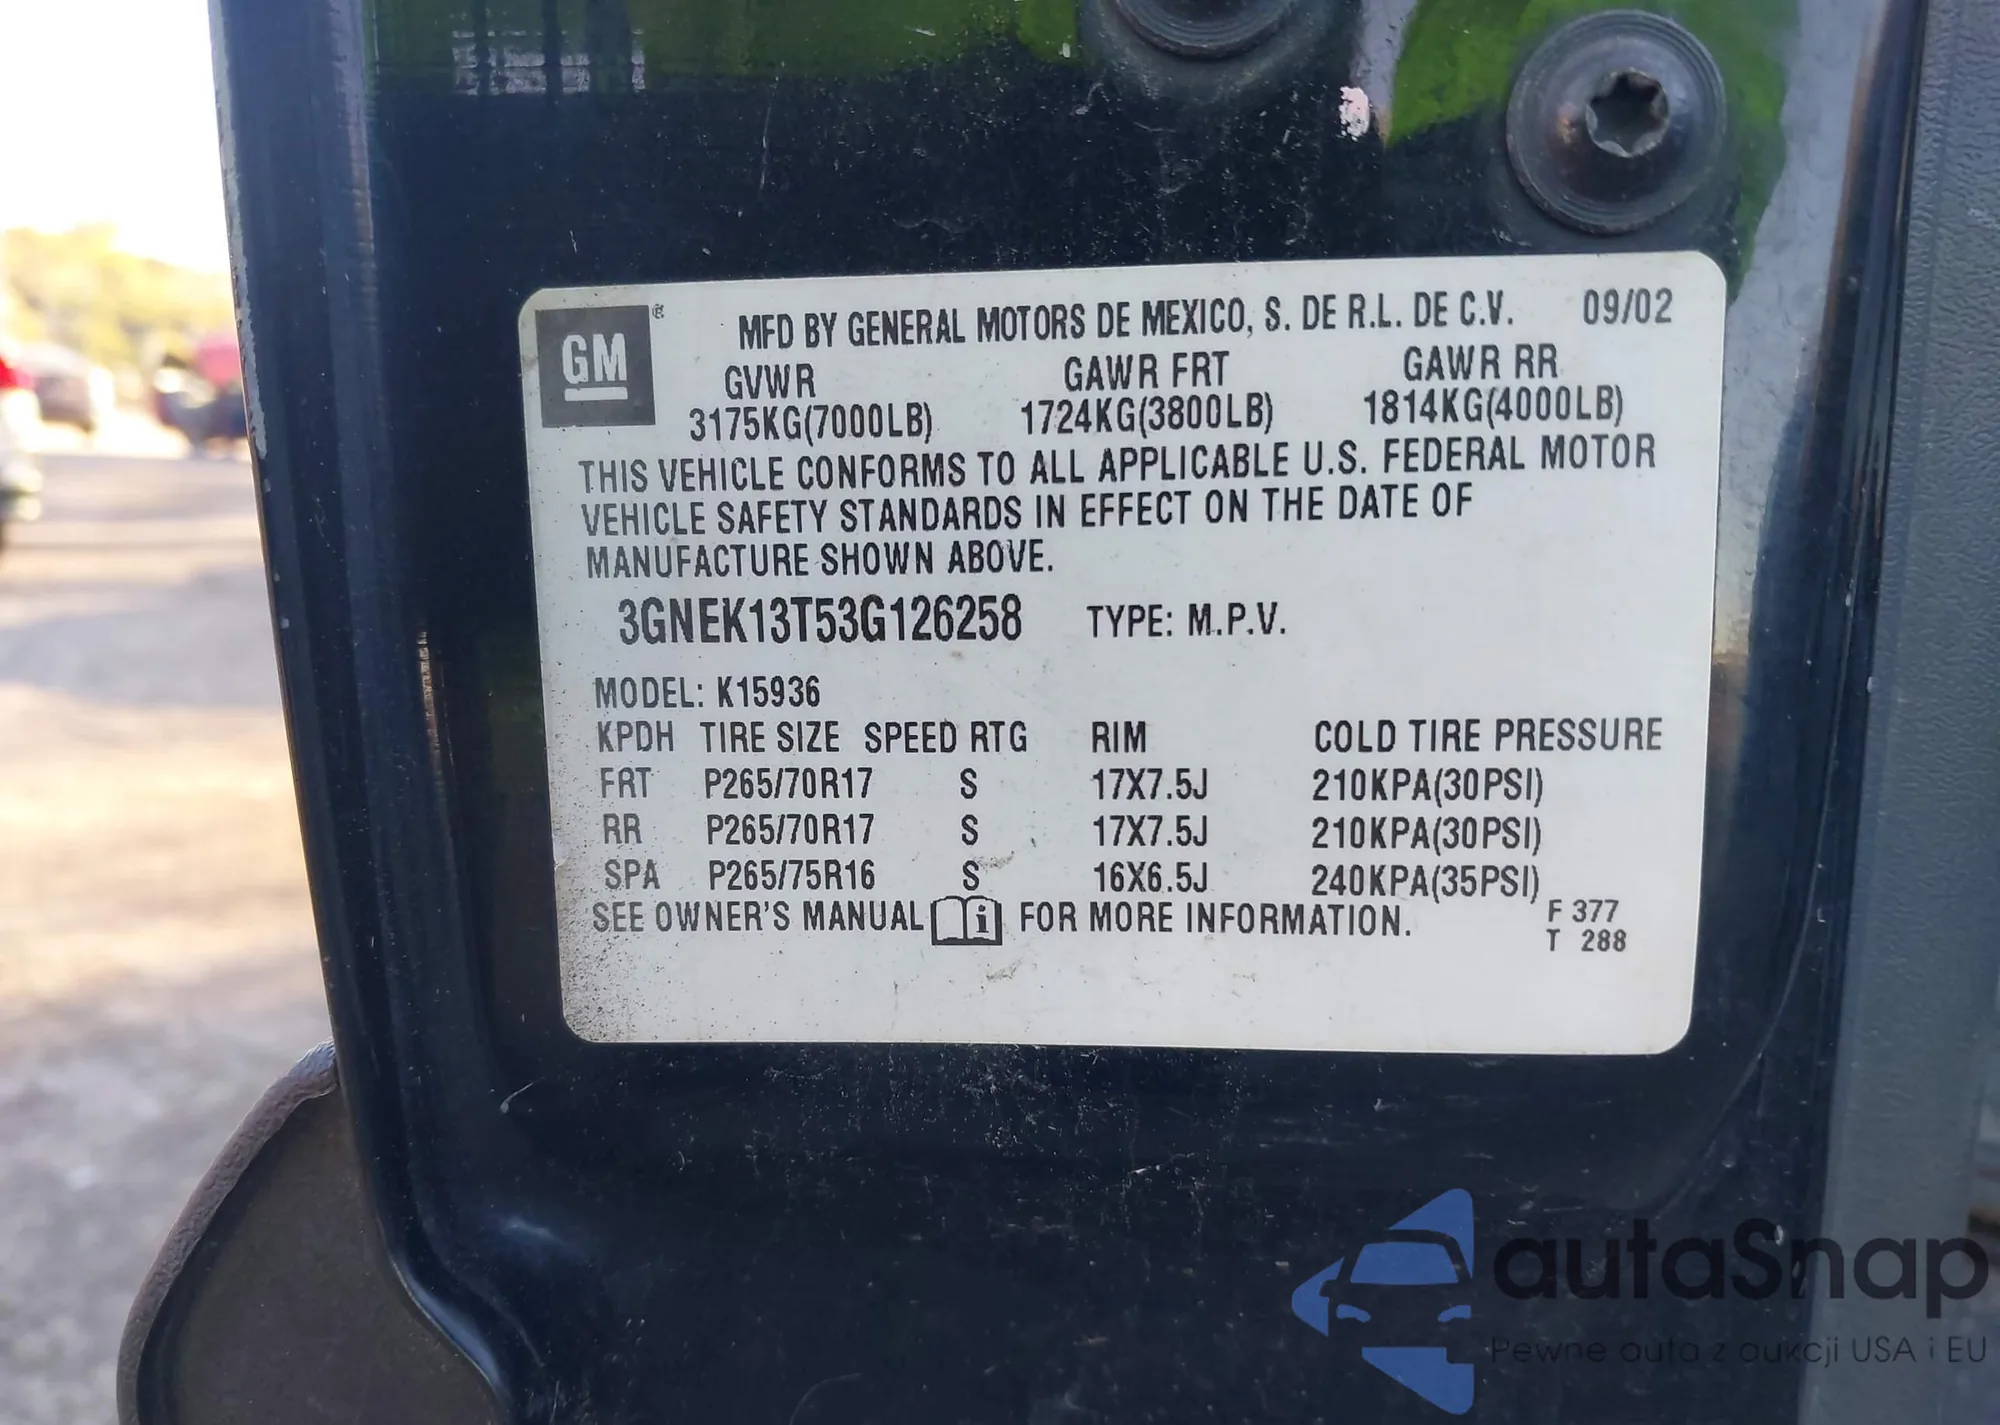 GM ® MFD BY GENERAL MOTORS DE MEXICO, S. DE R.L. DE C.V. 09/02
GVWR GAWR FRT GAWR RR
3175KG(7000LB) 1724KG(3800LB) 1814KG(4000LB)
THIS VEHICLE CONFORMS TO ALL APPLICABLE U.S. FEDERAL MOTOR
VEHICLE SAFETY STANDARDS IN EFFECT ON THE DATE OF
MANUFACTURE SHOWN ABOVE.
3GNEK13T53G126258 TYPE: M.P.V.
MODEL: K15936
KPDH TIRE SIZE SPEED RTG RIM COLD TIRE PRESSURE
FRT P265/70R17 S 17X7.5J 210KPA(30PSI)
RR P265/70R17 S 17X7.5J 210KPA(30PSI)
SPA P265/75R16 S 16X6.5J 240KPA(35PSI)
SEE OWNER'S MANUAL i FOR MORE INFORMATION.
F 377
T 288
autaSnap
Pewne auta z aukcji USA i EU